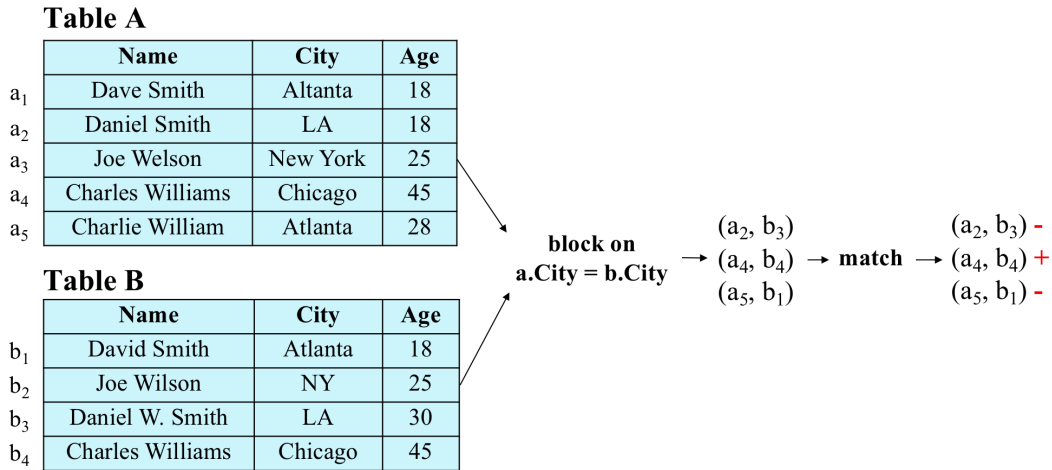 Table A
Name City Age
a1 Dave Smith Altanta 18
a2 Daniel Smith LA 18
a3 Joe Welson New York 25
a4 Charles Williams Chicago 45
a5 Charlie William Atlanta 28
Table B
Name City Age
b1 David Smith Atlanta 18
b2 Joe Wilson NY 25
b3 Daniel W. Smith LA 30
b4 Charles Williams Chicago 45
block on
a.City = b.City
(a2, b3)
(a4, b4)
(a5, b1)
match
(a2, b3) -
(a4, b4) +
(a5, b1) -